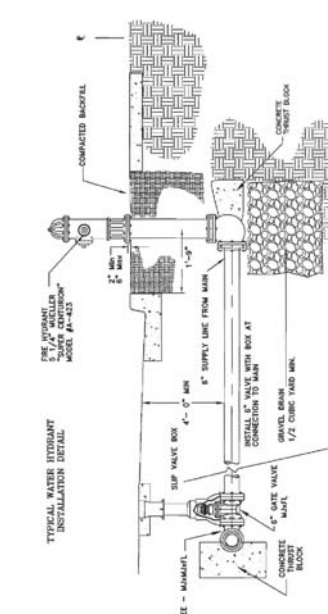 TYPICAL WATER HYDRANT
INSTALLATION DETAIL
FIRE HYDRANT
5 1/4" MUELLER
"SUPER CENTURION"
MODEL #A-423
COMPACTED BACKFILL
2" Min
6" Max
1'-9"
4'- 0" MIN
SLIP VALVE BOX
6" SUPPLY LINE FROM MAIN
INSTALL 6" VALVE WITH BOX AT
CONNECTION TO MAIN
CONCRETE
THRUST BLOCK
GRAVEL DRAIN
1/2 CUBIC YARD MIN.
6" GATE VALVE
MJxFL
EE - MJxMJxFL
CONCRETE
THRUST
BLOCK